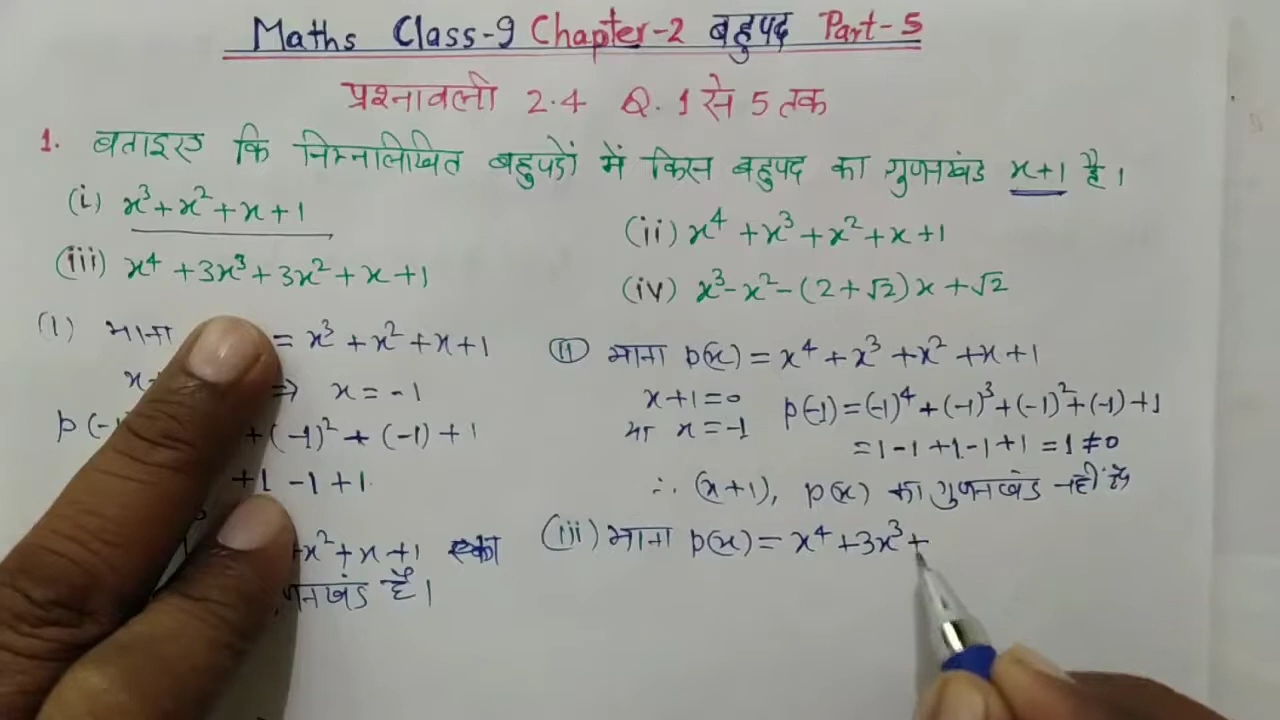 Maths Class-9 Chapter-2 बहुपद Part-5
प्रश्नावली 2.4 Q. 1 से 5 तक
1. बताइए कि निम्नलिखित बहुपदों में किस बहुपद का गुणनखंड x+1 है।
(i) x³+x²+x+1
(ii) x⁴+x³+x²+x+1
(iii) x⁴+3x³+3x²+x+1
(iv) x³-x²-(2+√2)x+√2
(i) माना = x³+x²+x+1
⇒ x = -1
p(-1 +(-1)²+(-1)+1
+1-1+1
+x²+x+1 का
गुणनखंड है।
(ii) माना p(x) = x⁴+x³+x²+x+1
x+1=0
या x=-1
p(-1)=(-1)⁴+(-1)³+(-1)²+(-1)+1
=1-1+1-1+1=1≠0
∴ (x+1), p(x) का गुणनखंड नहीं है
(iii) माना p(x) = x⁴+3x³+